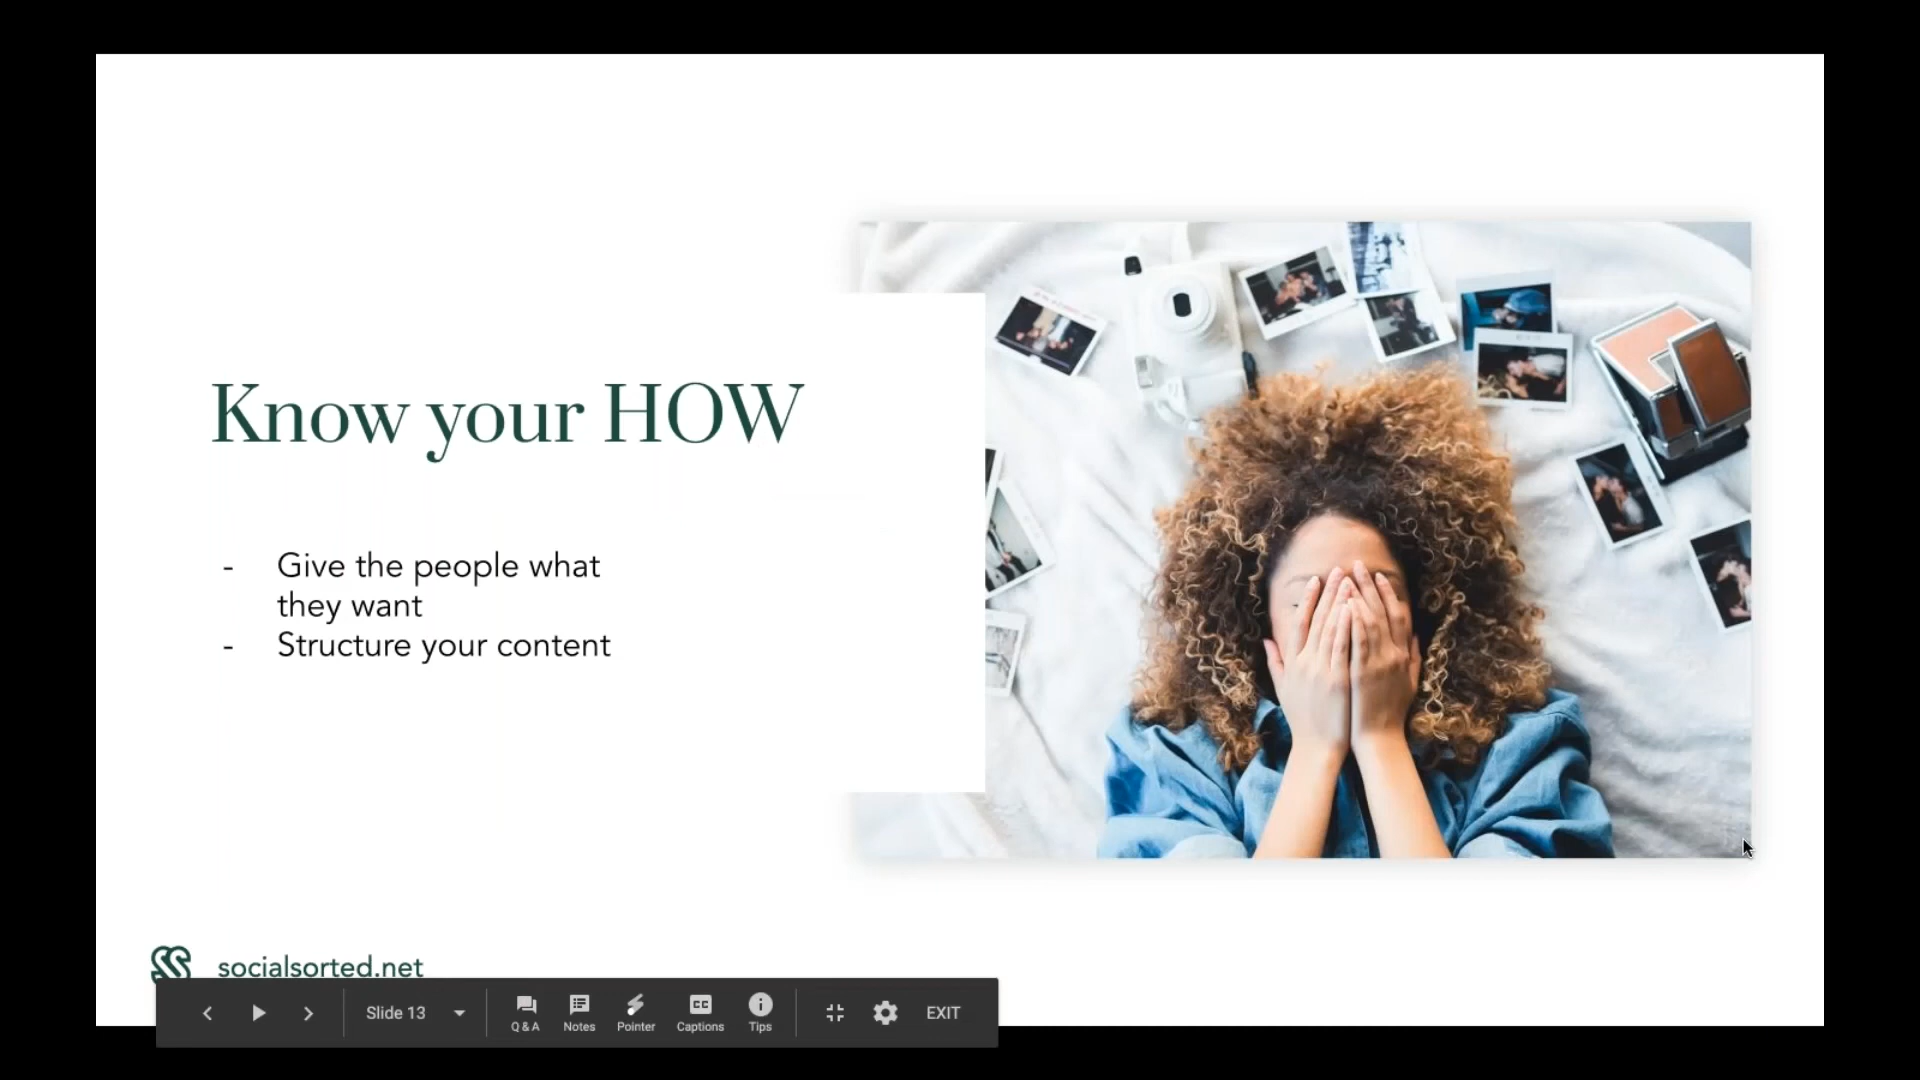 Know your HOW
- Give the people what
they want
- Structure your content
socialsorted.net
Slide 13
Q & A
Notes
Pointer
CC
Captions
Tips
EXIT